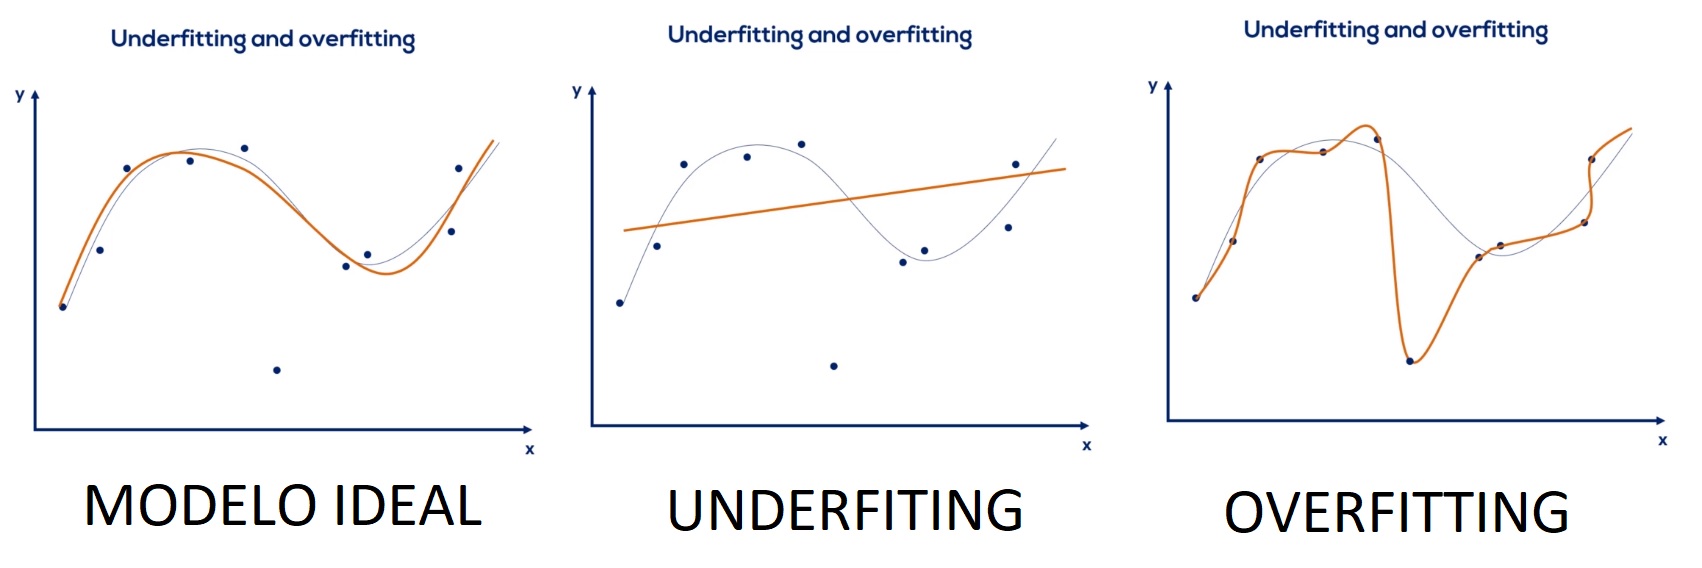 Underfitting and overfitting
y
x
MODELO IDEAL
Underfitting and overfitting
y
x
UNDERFITING
Underfitting and overfitting
y
x
OVERFITTING